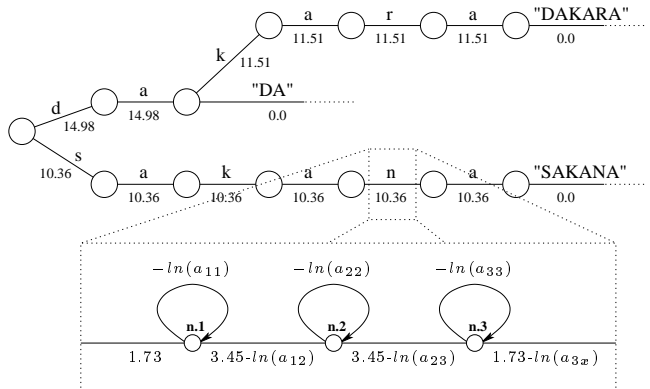 a r a "DAKARA"
11.51 11.51 11.51 0.0
k
11.51
d a "DA"
14.98 14.98 0.0
s
10.36
a k a n a "SAKANA"
10.36 10.36 10.36 10.36 10.36 0.0
-ln(a11) -ln(a22) -ln(a33)
n.1 n.2 n.3
1.73 3.45-ln(a12) 3.45-ln(a23) 1.73-ln(a3x)